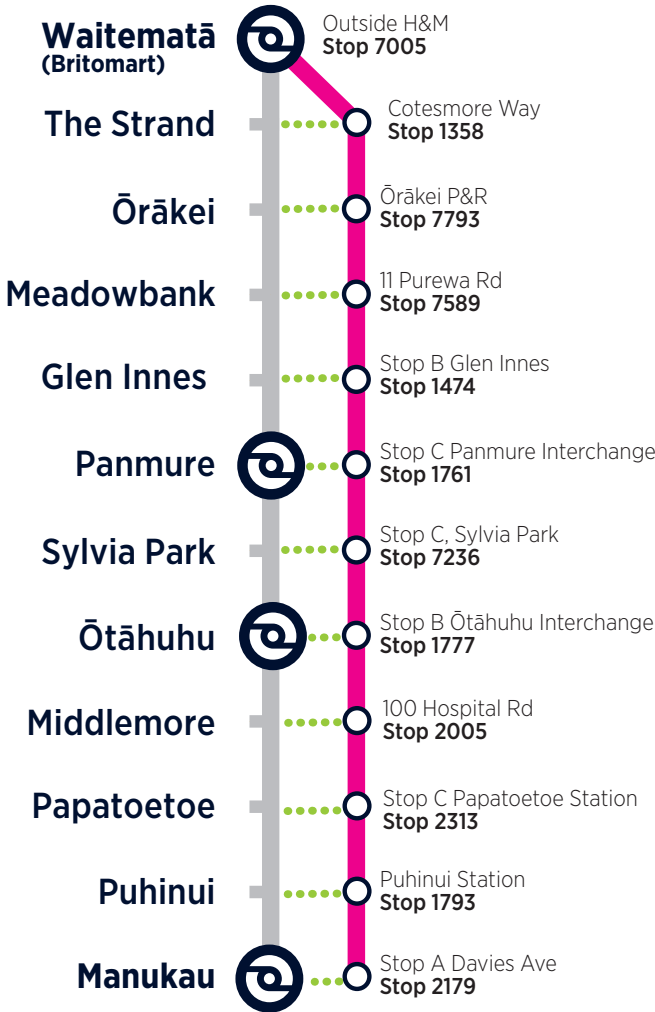 Waitematā
(Britomart)
Outside H&M
Stop 7005
The Strand
Cotesmore Way
Stop 1358
Ōrākei
Ōrākei P&R
Stop 7793
Meadowbank
11 Purewa Rd
Stop 7589
Glen Innes
Stop B Glen Innes
Stop 1474
Panmure
Stop C Panmure Interchange
Stop 1761
Sylvia Park
Stop C, Sylvia Park
Stop 7236
Ōtāhuhu
Stop B Ōtāhuhu Interchange
Stop 1777
Middlemore
100 Hospital Rd
Stop 2005
Papatoetoe
Stop C Papatoetoe Station
Stop 2313
Puhinui
Puhinui Station
Stop 1793
Manukau
Stop A Davies Ave
Stop 2179